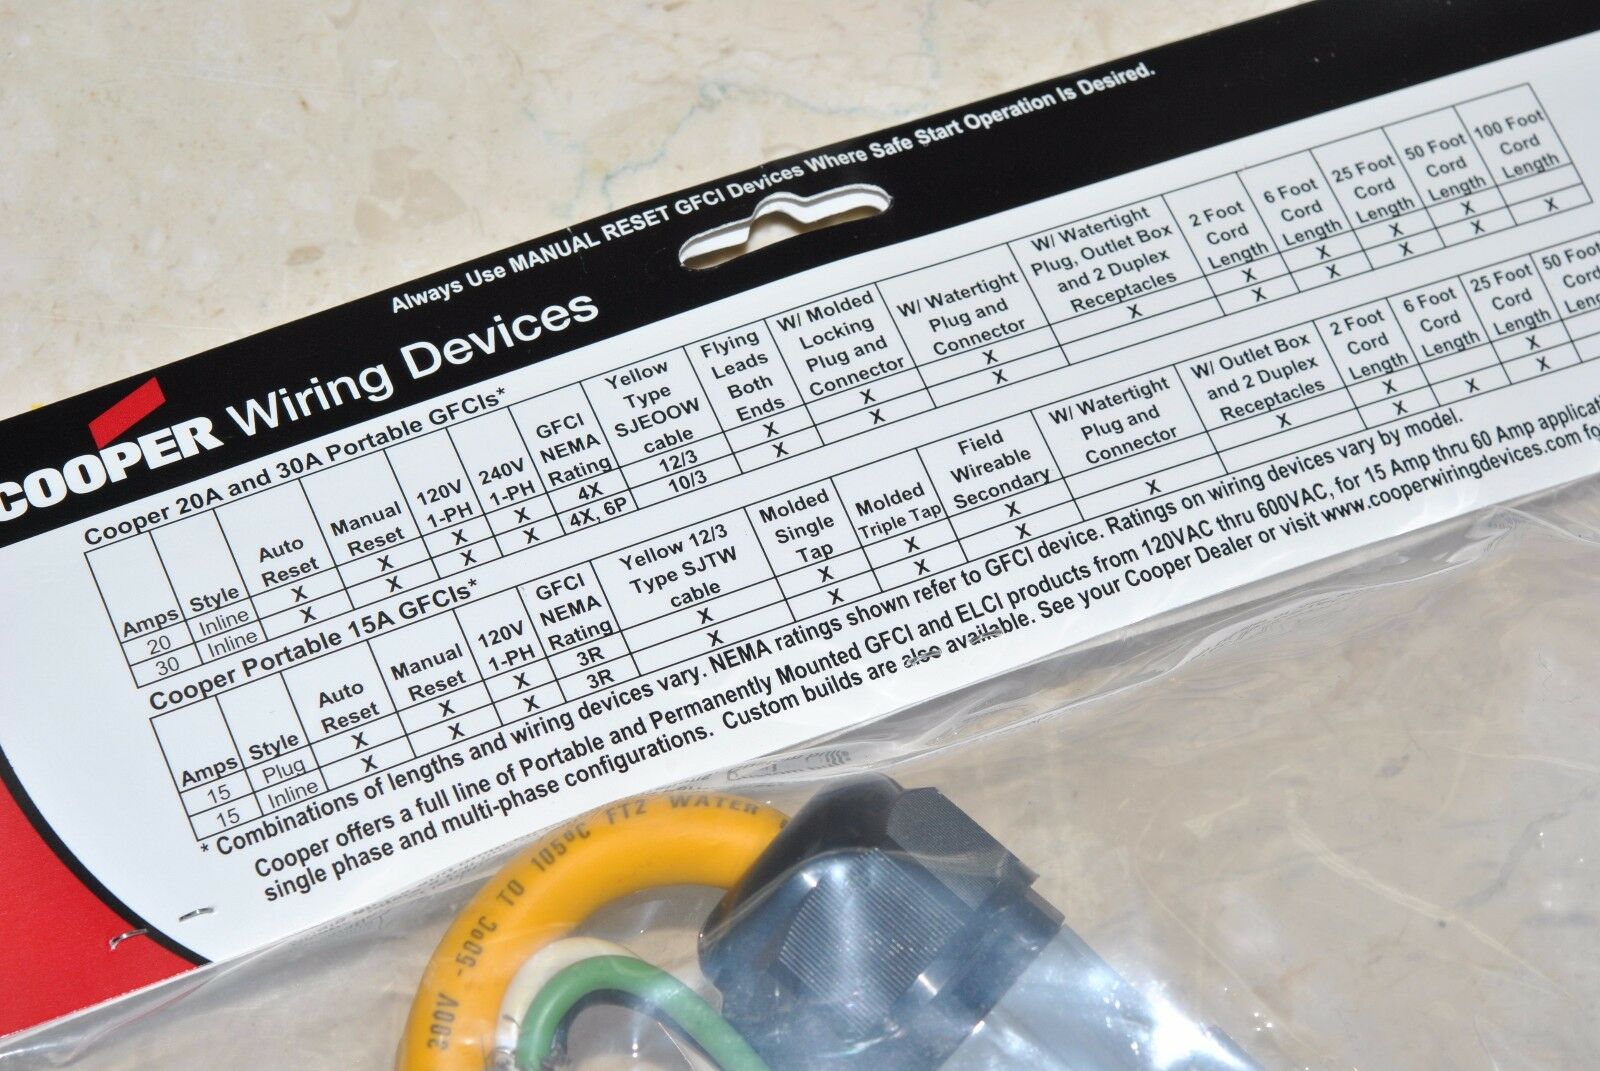 Always Use MANUAL RESET GFCI Devices Where Safe Start Operation Is Desired.
COOPER Wiring Devices
Cooper 20A and 30A Portable GFCIs*
Amps Style Auto Reset Manual Reset 120V 1-PH 240V 1-PH GFCI NEMA Rating Yellow Type SJEOOW cable Flying Leads Both Ends W/ Molded Locking Plug and Connector W/ Watertight Plug and Connector W/ Watertight Plug, Outlet Box and 2 Duplex Receptacles 2 Foot Cord Length 6 Foot Cord Length 25 Foot Cord Length 50 Foot Cord Length 100 Foot Cord Length
20 Inline X X X X 4X 12/3 X X X X X X X X
30 Inline X X X X 4X, 6P 10/3 X X X X X X X X
Cooper Portable 15A GFCIs*
Amps Style Auto Reset Manual Reset 120V 1-PH GFCI NEMA Rating Yellow 12/3 Type SJTW cable Molded Single Tap Molded Triple Tap Field Wireable Secondary W/ Watertight Plug and Connector W/ Outlet Box and 2 Duplex Receptacles 2 Foot Cord Length 6 Foot Cord Length 25 Foot Cord Length 50 Foot Cord
15 Plug X X X 3R X X X X X X
15 Inline X X X 3R X X X X X X X X X
* Combinations of lengths and wiring devices vary. NEMA ratings shown refer to GFCI device. Ratings on wiring devices vary by model.
Cooper offers a full line of Portable and Permanently Mounted GFCI and ELCI products from 120VAC thru 600VAC, for 15 Amp thru 60 Amp
single phase and multi-phase configurations. Custom builds are also available. See your Cooper Dealer or visit www.cooperwiringdevices.com
300V -50°C TO 105°C FT2 WATER